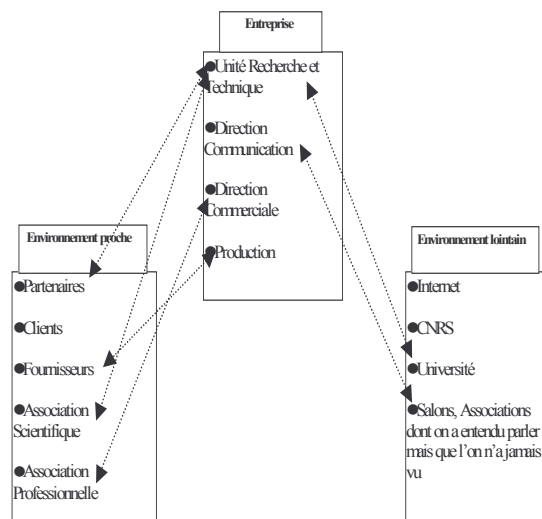 Entreprise
●Unité Recherche et
Technique
●Direction
Communication
●Direction
Commerciale
●Production
Environnement proche
●Partenaires
●Clients
●Fournisseurs
●Association
Scientifique
●Association
Professionnelle
Environnement lointain
●Internet
●CNRS
●Université
●Salons, Associations
dont on a entendu parler
mais que l'on n'a jamais
vu